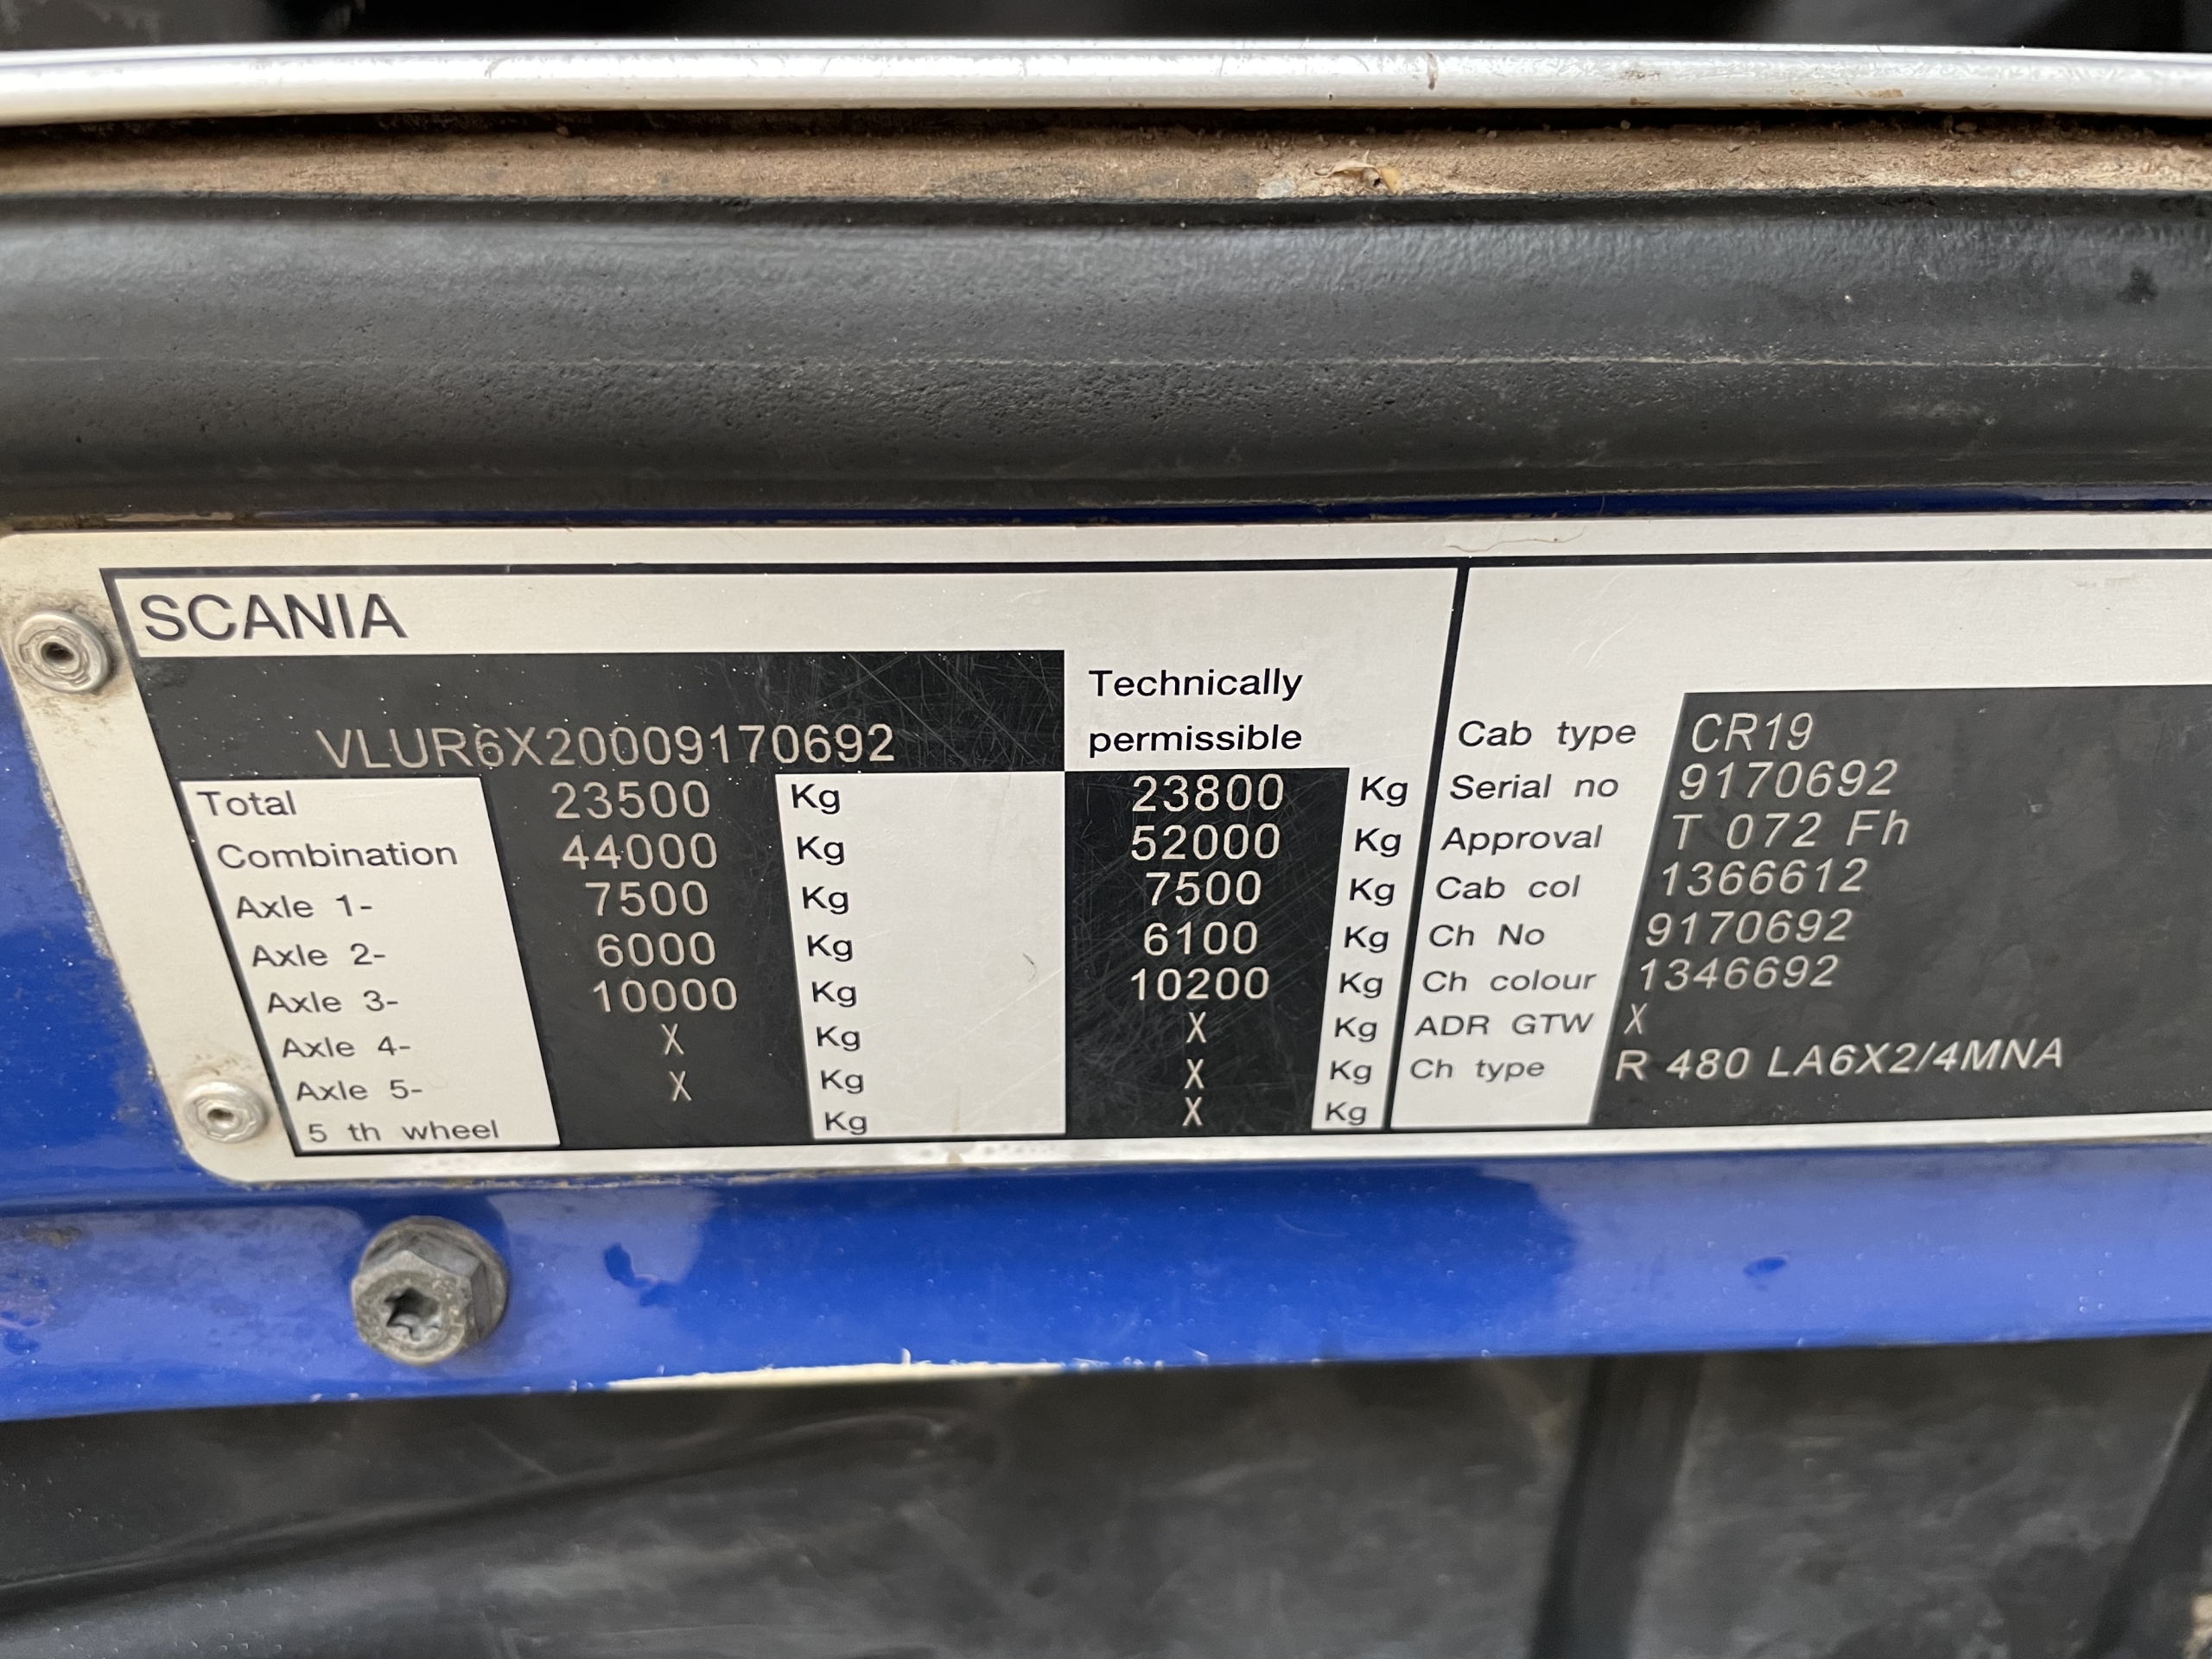 SCANIA
VLUR6X20009170692
Technically
permissible
Total 23500 Kg 23800 Kg
Combination 44000 Kg 52000 Kg
Axle 1- 7500 Kg 7500 Kg
Axle 2- 6000 Kg 6100 Kg
Axle 3- 10000 Kg 10200 Kg
Axle 4- X Kg X Kg
Axle 5- X Kg X Kg
5 th wheel Kg X Kg
Cab type CR19
Serial no 9170692
Approval T 072 Fh
Cab col 1366612
Ch No 9170692
Ch colour 1346692
ADR GTW X
Ch type R 480 LA6X2/4MNA